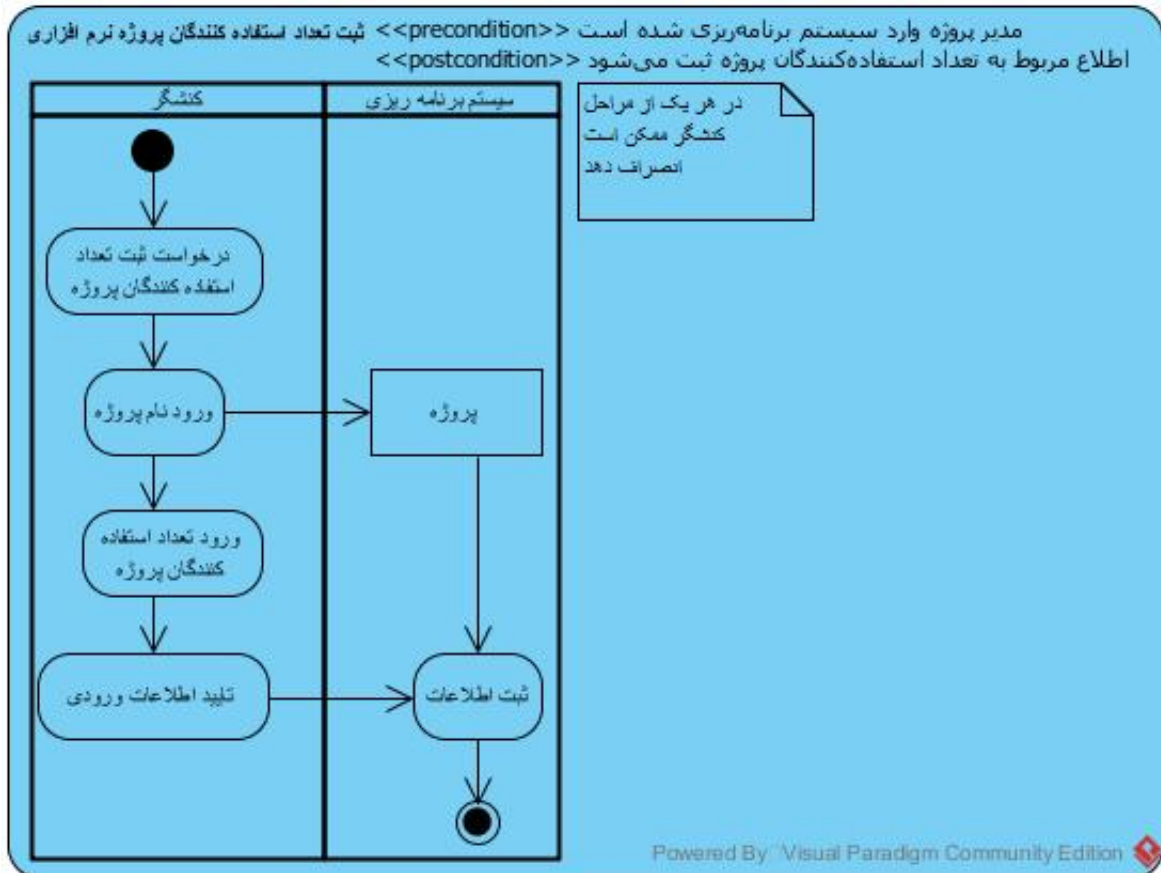 ثبت تعداد استفاده کنندگان پروژه نرم افزاری <<precondition>> مدیر پروژه وارد سیستم برنامه‌ریزی شده است
<<postcondition>> اطلاع مربوط به تعداد استفاده‌کنندگان پروژه ثبت می‌شود
کنشگر
سیستم برنامه ریزی
در هر یک از مراحل
کنشگر ممکن است
انصراف دهد
درخواست ثبت تعداد
استفاده کنندگان پروژه
ورود نام پروژه
پروژه
ورود تعداد استفاده
کنندگان پروژه
تایید اطلاعات ورودی
ثبت اطلاعات
Powered By Visual Paradigm Community Edition